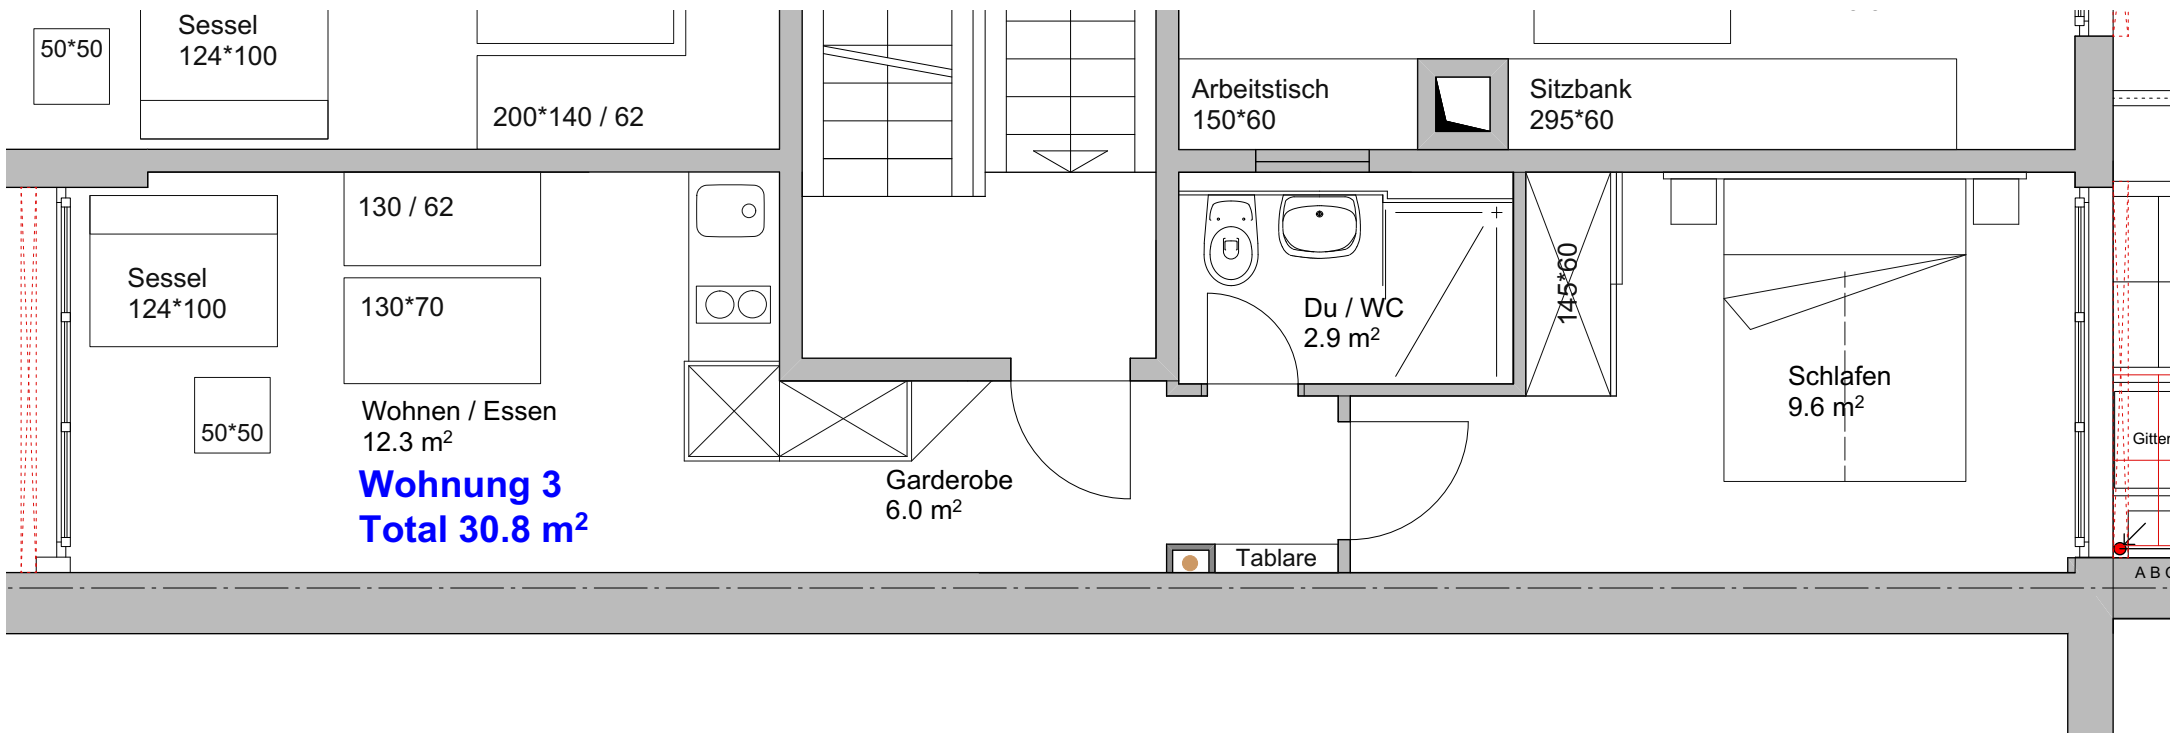 Sessel
124*100
50*50
200*140 / 62
Arbeitstisch
150*60
Sitzbank
295*60
130 / 62
Sessel
124*100
130*70
145*60
Du / WC
2.9 m²
Schlafen
9.6 m²
Wohnen / Essen
12.3 m²
50*50
Wohnung 3
Total 30.8 m²
Garderobe
6.0 m²
Gitter
Tablare
A B C